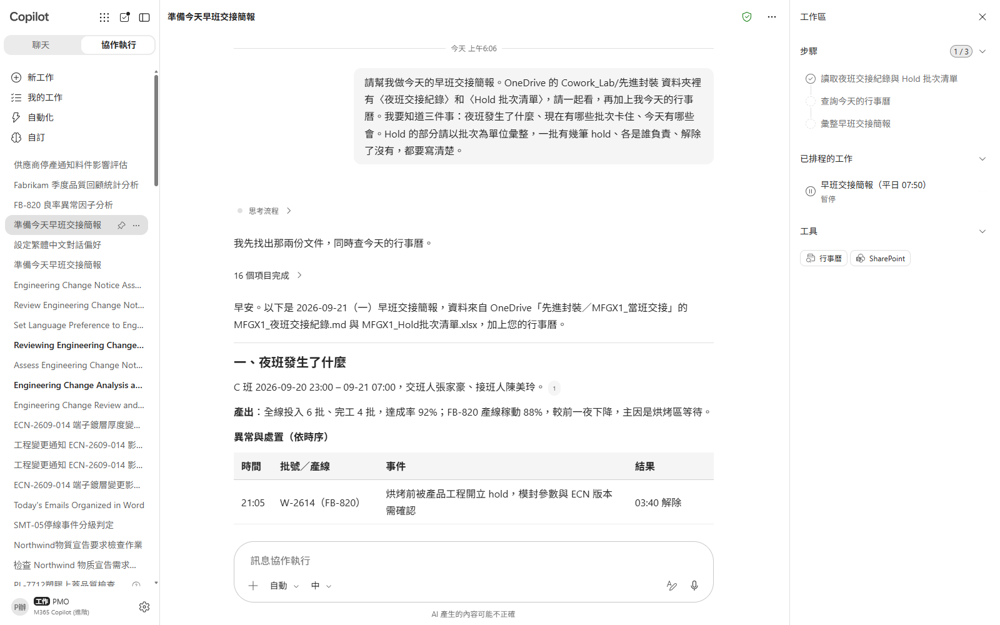 Copilot
聊天
協作執行
新工作
我的工作
自動化
自訂
供應商停產通知料件影響評估
Fabrikam 季度品質回顧統計分析
FB-820 良率異常因子分析
準備今天早班交接簡報
設定繁體中文對話偏好
準備今天早班交接簡報
Engineering Change Notice Ass...
Review Engineering Change Not...
Set Language Preference to Eng...
Reviewing Engineering Change...
Assess Engineering Change Not...
Engineering Change Analysis a...
Engineering Change Review and...
ECN-2609-014 端子鍍層厚度變...
工程變更通知 ECN-2609-014 影...
工程變更通知 ECN-2609-014 影...
ECN-2609-014 端子鍍層變更影...
Today's Emails Organized in Word
SMT-05停線事件分級判定
Northwind物質宣告要求檢查作業
检查 Northwind 物质宣告需求...
PL-7712塑膠上蓋品質檢查
P辦
工作 PMO
M365 Copilot (進階)
準備今天早班交接簡報
今天 上午6:06
請幫我做今天的早班交接簡報。OneDrive 的 Cowork_Lab/先進封裝 資料夾裡
有〈夜班交接紀錄〉和〈Hold 批次清單〉，請一起看，再加上我今天的行事
曆。我要知道三件事：夜班發生了什麼、現在有哪些批次卡住、今天有哪些
會。Hold 的部分請以批次為單位彙整，一批有幾筆 hold、各是誰負責、解除
了沒有，都要寫清楚。
思考流程
我先找出那兩份文件，同時查今天的行事曆。
16 個項目完成
早安。以下是 2026-09-21（一）早班交接簡報，資料來自 OneDrive「先進封裝／MFGX1_當班交接」的
MFGX1_夜班交接紀錄.md 與 MFGX1_Hold批次清單.xlsx，加上您的行事曆。
一、夜班發生了什麼
C 班 2026-09-20 23:00 – 09-21 07:00，交班人張家豪、接班人陳美玲。 1
產出：全線投入 6 批、完工 4 批，達成率 92%；FB-820 產線稼動 88%，較前一夜下降，主因是烘烤區等待。
異常與處置（依時序）
時間 批號／產線 事件 結果
21:05 W-2614（FB-820） 烘烤前被產品工程開立 hold，模封參數與 ECN 版本
需確認 03:40 解除
訊息協作執行
自動 中
AI 產生的內容可能不正確
工作區
步驟 1 / 3
讀取夜班交接紀錄與 Hold 批次清單
查詢今天的行事曆
彙整早班交接簡報
已排程的工作
早班交接簡報（平日 07:50）
暫停
工具
行事曆 SharePoint